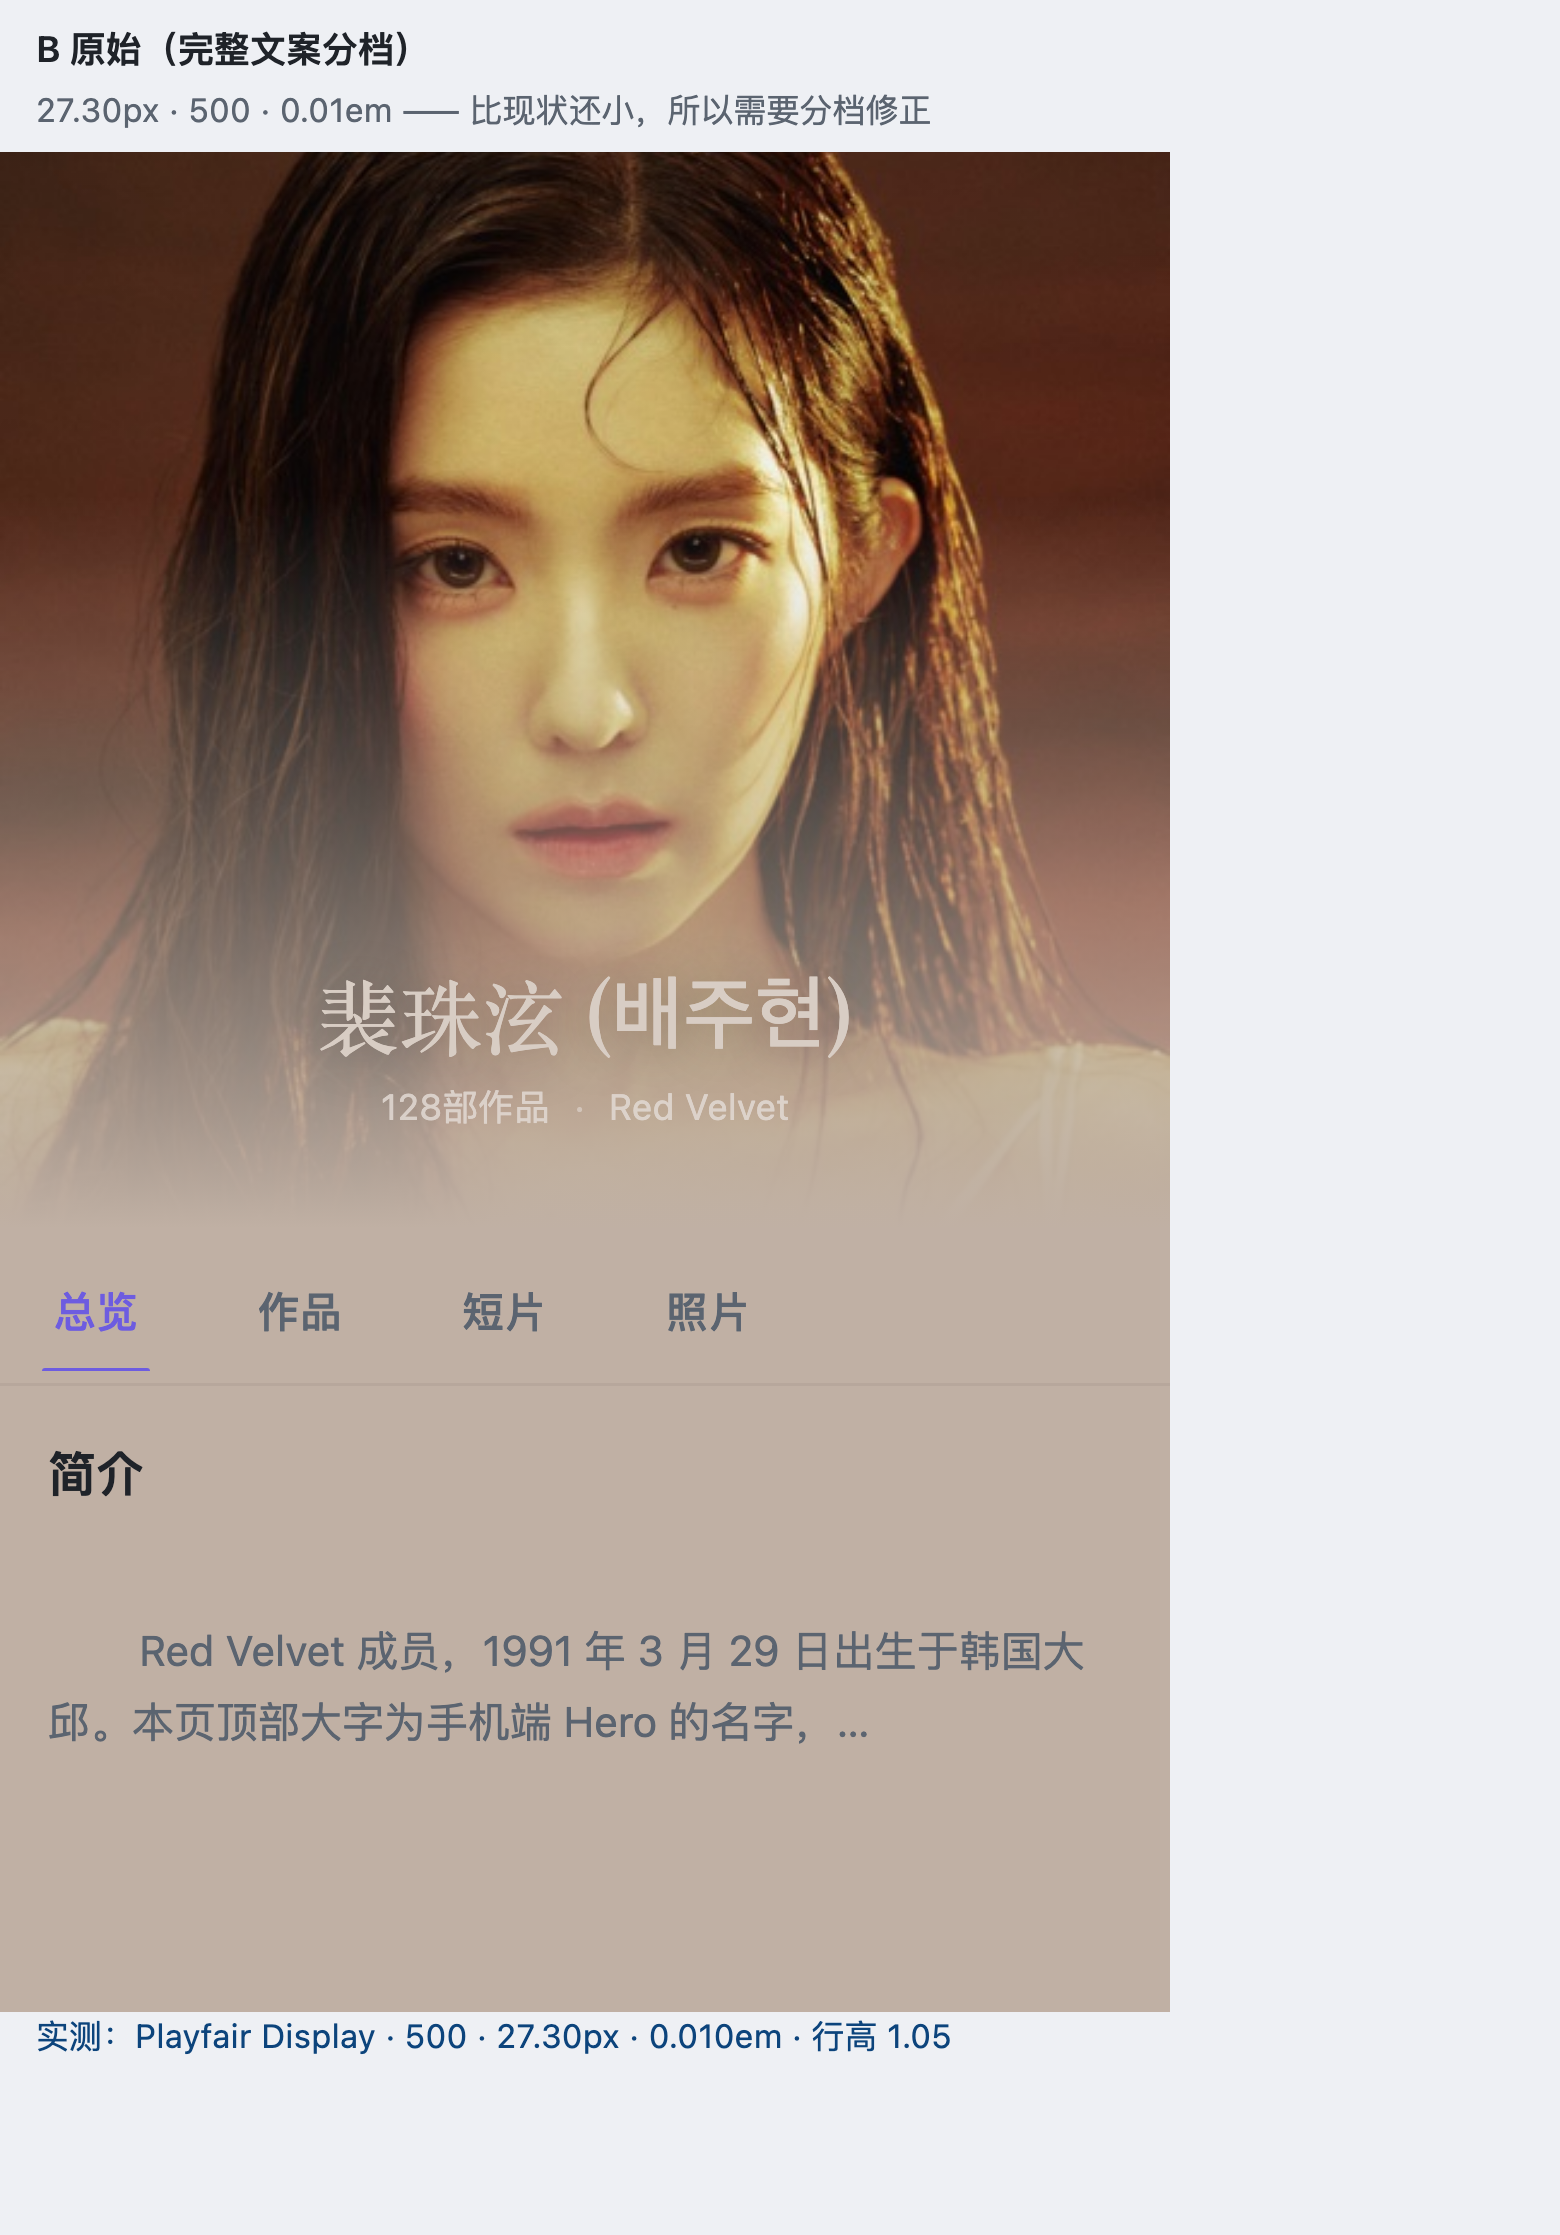 B 原始（完整文案分档）
27.30px · 500 · 0.01em —— 比现状还小，所以需要分档修正
裴珠泫 (배주현)
128部作品 · Red Velvet
总览 作品 短片 照片
简介
Red Velvet 成员，1991 年 3 月 29 日出生于韩国大
邱。本页顶部大字为手机端 Hero 的名字，...
实测：Playfair Display · 500 · 27.30px · 0.010em · 行高 1.05